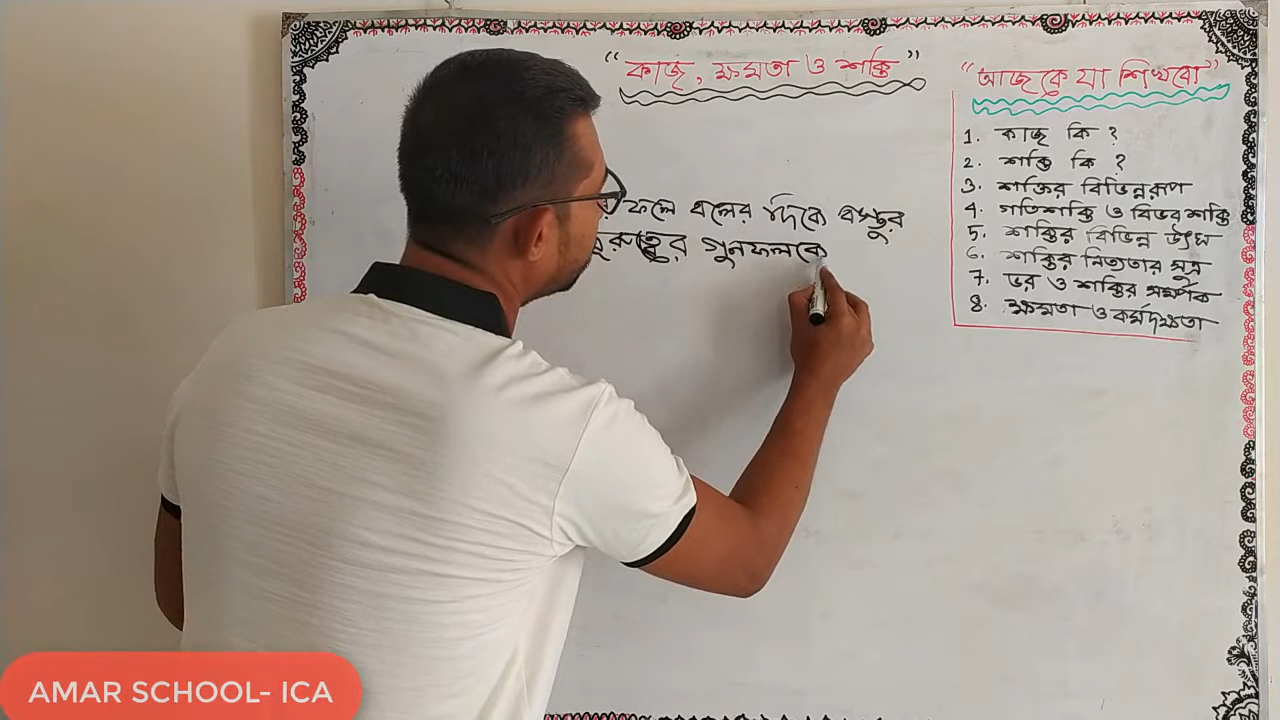 “কাজ, ক্ষমতা ও শক্তি”
ফলে বলের দিকে বস্তুর
দূরত্বের গুনফলকে
“আজকে যা শিখবো”
1. কাজ কি ?
2. শক্তি কি ?
3. শক্তির বিভিন্নরূপ
4. গতিশক্তি ও বিভব শক্তি
5. শক্তির বিভিন্ন উৎস
6. শক্তির নিত্যতার সূত্র
7. ভর ও শক্তির সম্পর্ক
8. ক্ষমতা ও কর্মদক্ষতা
AMAR SCHOOL- ICA